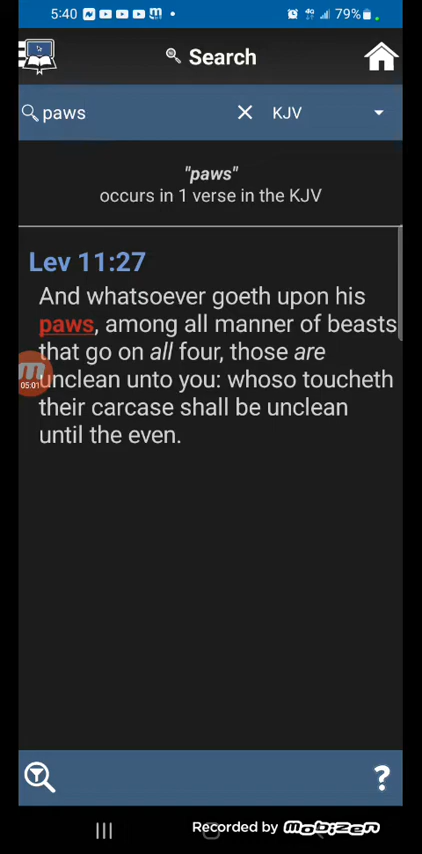 5:40 79%
Search
paws KJV
"paws"
occurs in 1 verse in the KJV
Lev 11:27
And whatsoever goeth upon his
paws, among all manner of beasts
that go on all four, those are
unclean unto you: whoso toucheth
their carcase shall be unclean
until the even.
05:01
?
Recorded by mobizen